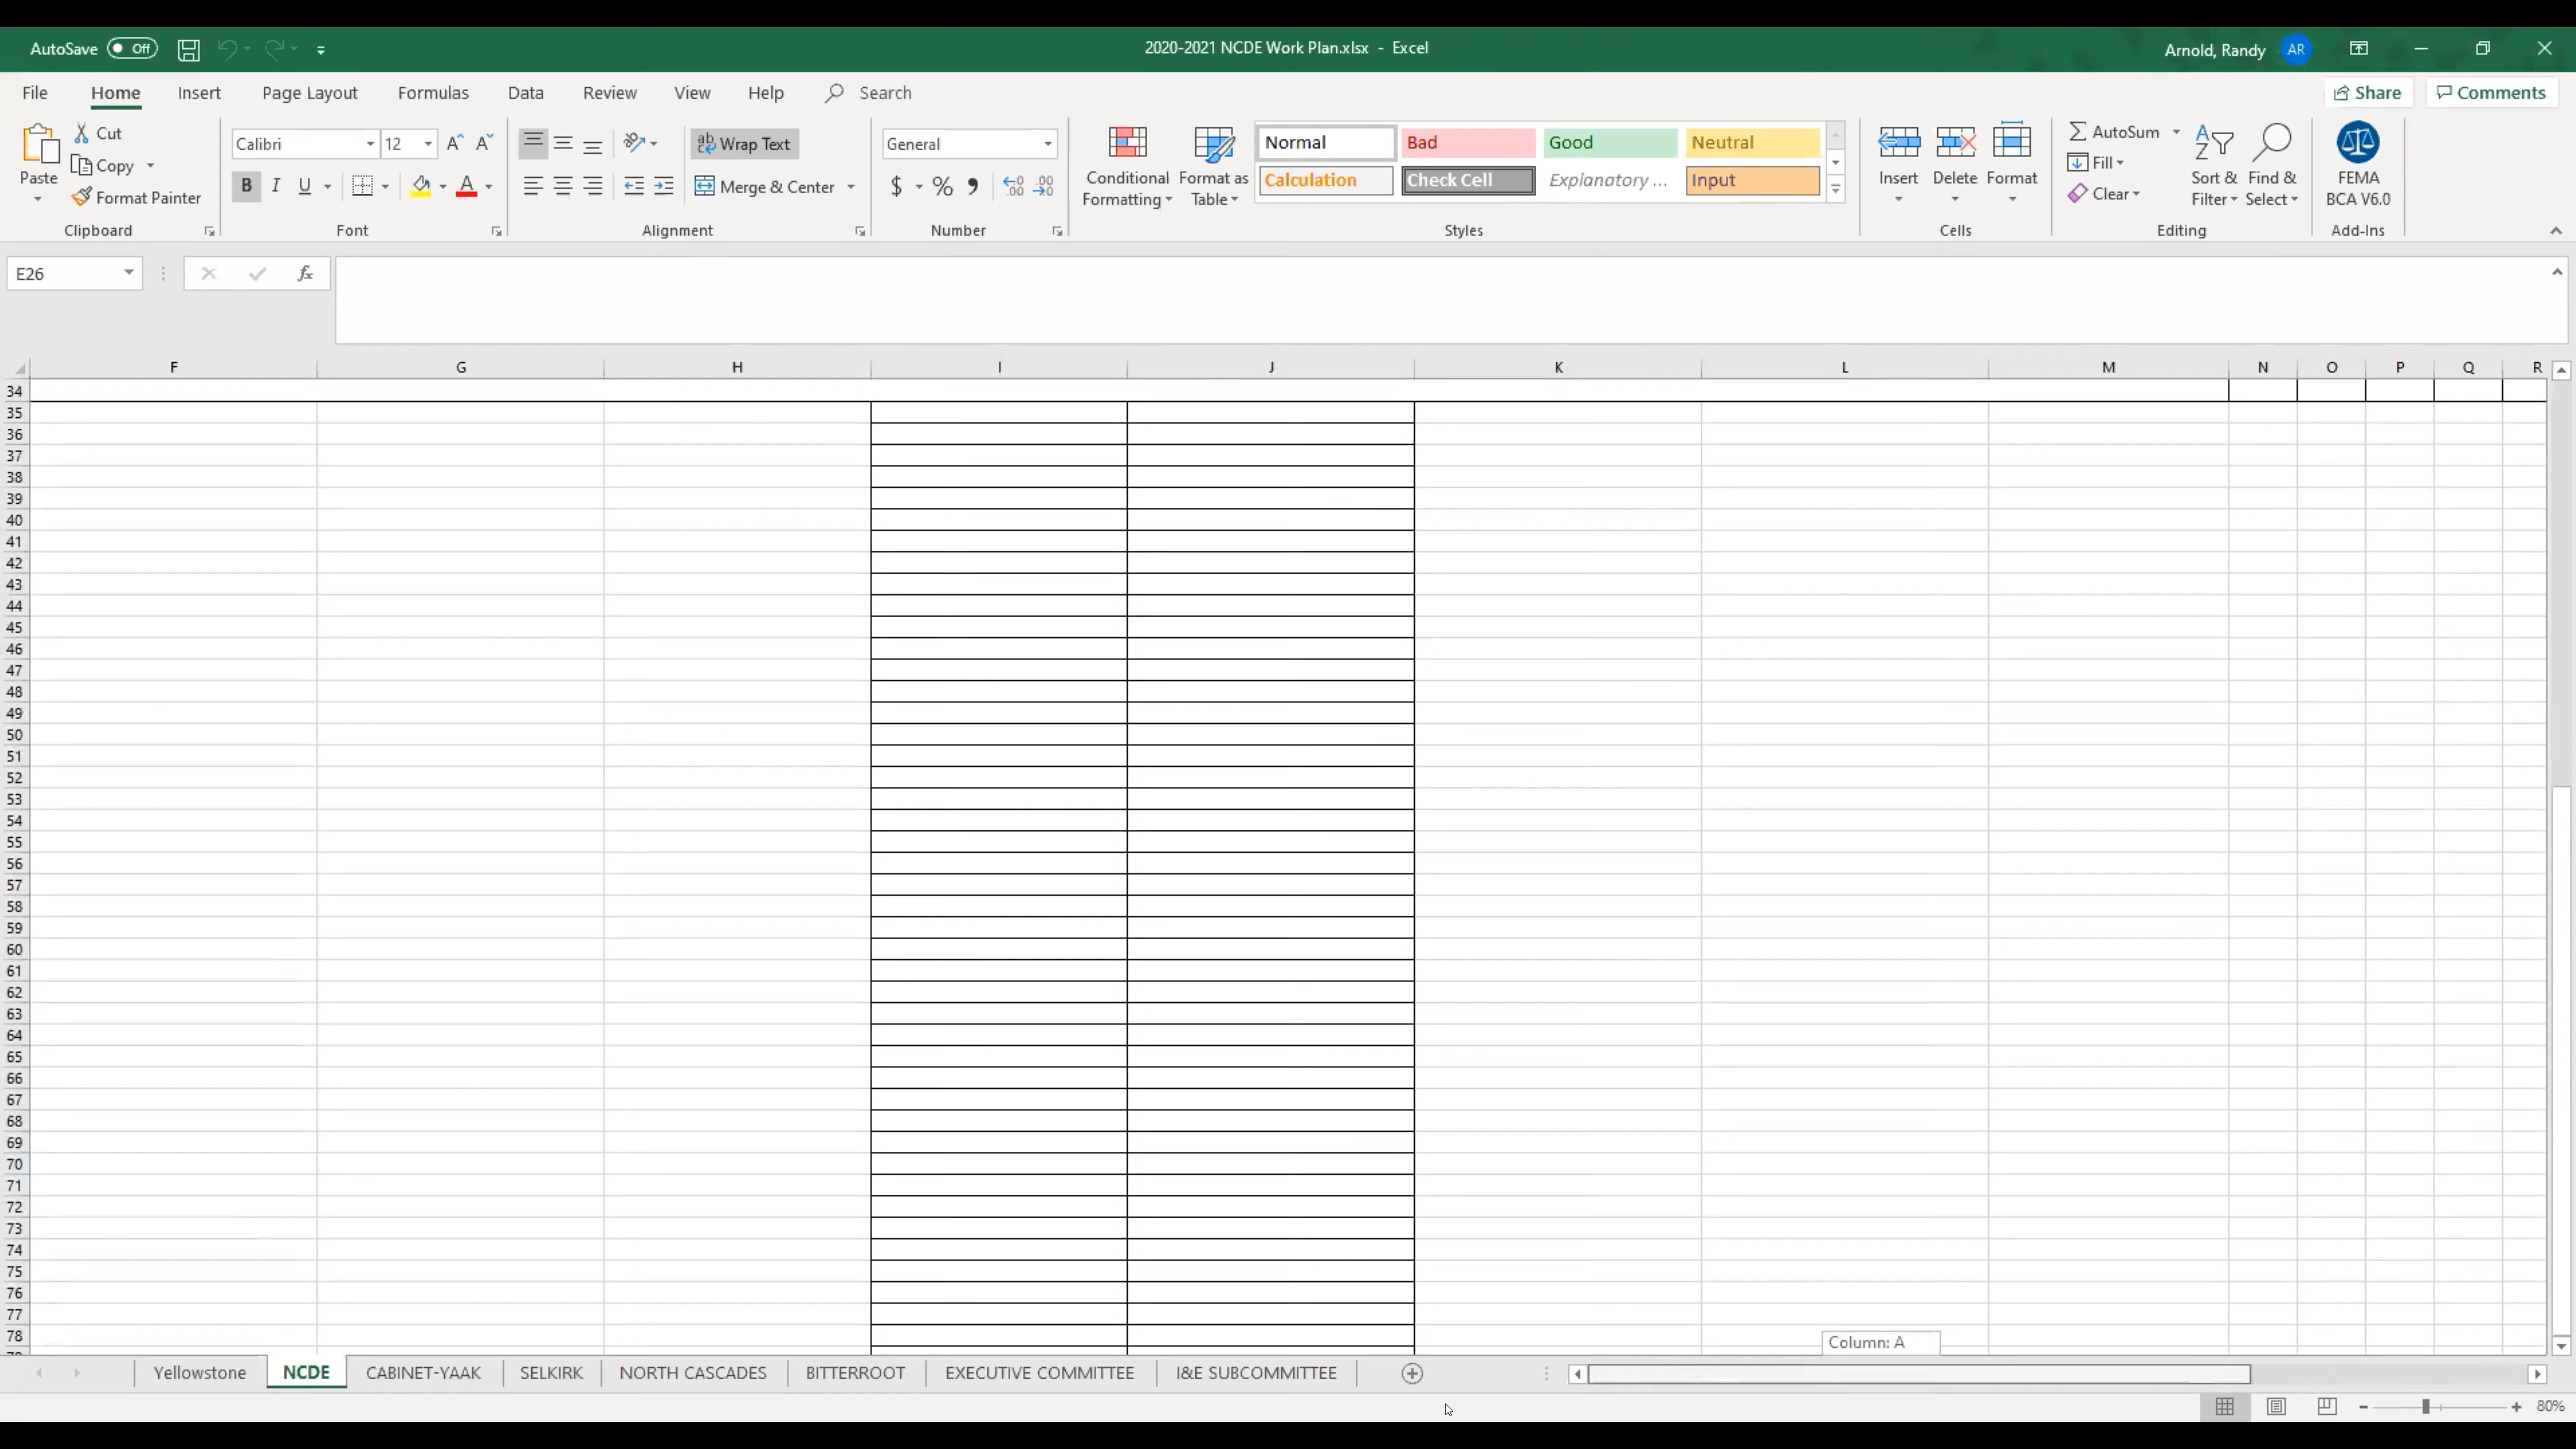 AutoSave Off
2020-2021 NCDE Work Plan.xlsx - Excel
Arnold, Randy AR
File Home Insert Page Layout Formulas Data Review View Help Search
Share Comments
Paste
Cut
Copy
Format Painter
Clipboard
Calibri 12
B I U
Font
ab Wrap Text
Merge & Center
Alignment
General
$ % ,
Number
Conditional Formatting
Format as Table
Normal Bad Good Neutral
Calculation Check Cell Explanatory ... Input
Styles
Insert Delete Format
Cells
AutoSum
Fill
Clear
Sort & Filter
Find & Select
Editing
FEMA BCA V6.0
Add-Ins
E26 fx
F G H I J K L M N O P Q R
34
35
36
37
38
39
40
41
42
43
44
45
46
47
48
49
50
51
52
53
54
55
56
57
58
59
60
61
62
63
64
65
66
67
68
69
70
71
72
73
74
75
76
77
78
Column: A
Yellowstone NCDE CABINET-YAAK SELKIRK NORTH CASCADES BITTERROOT EXECUTIVE COMMITTEE I&E SUBCOMMITTEE
80%